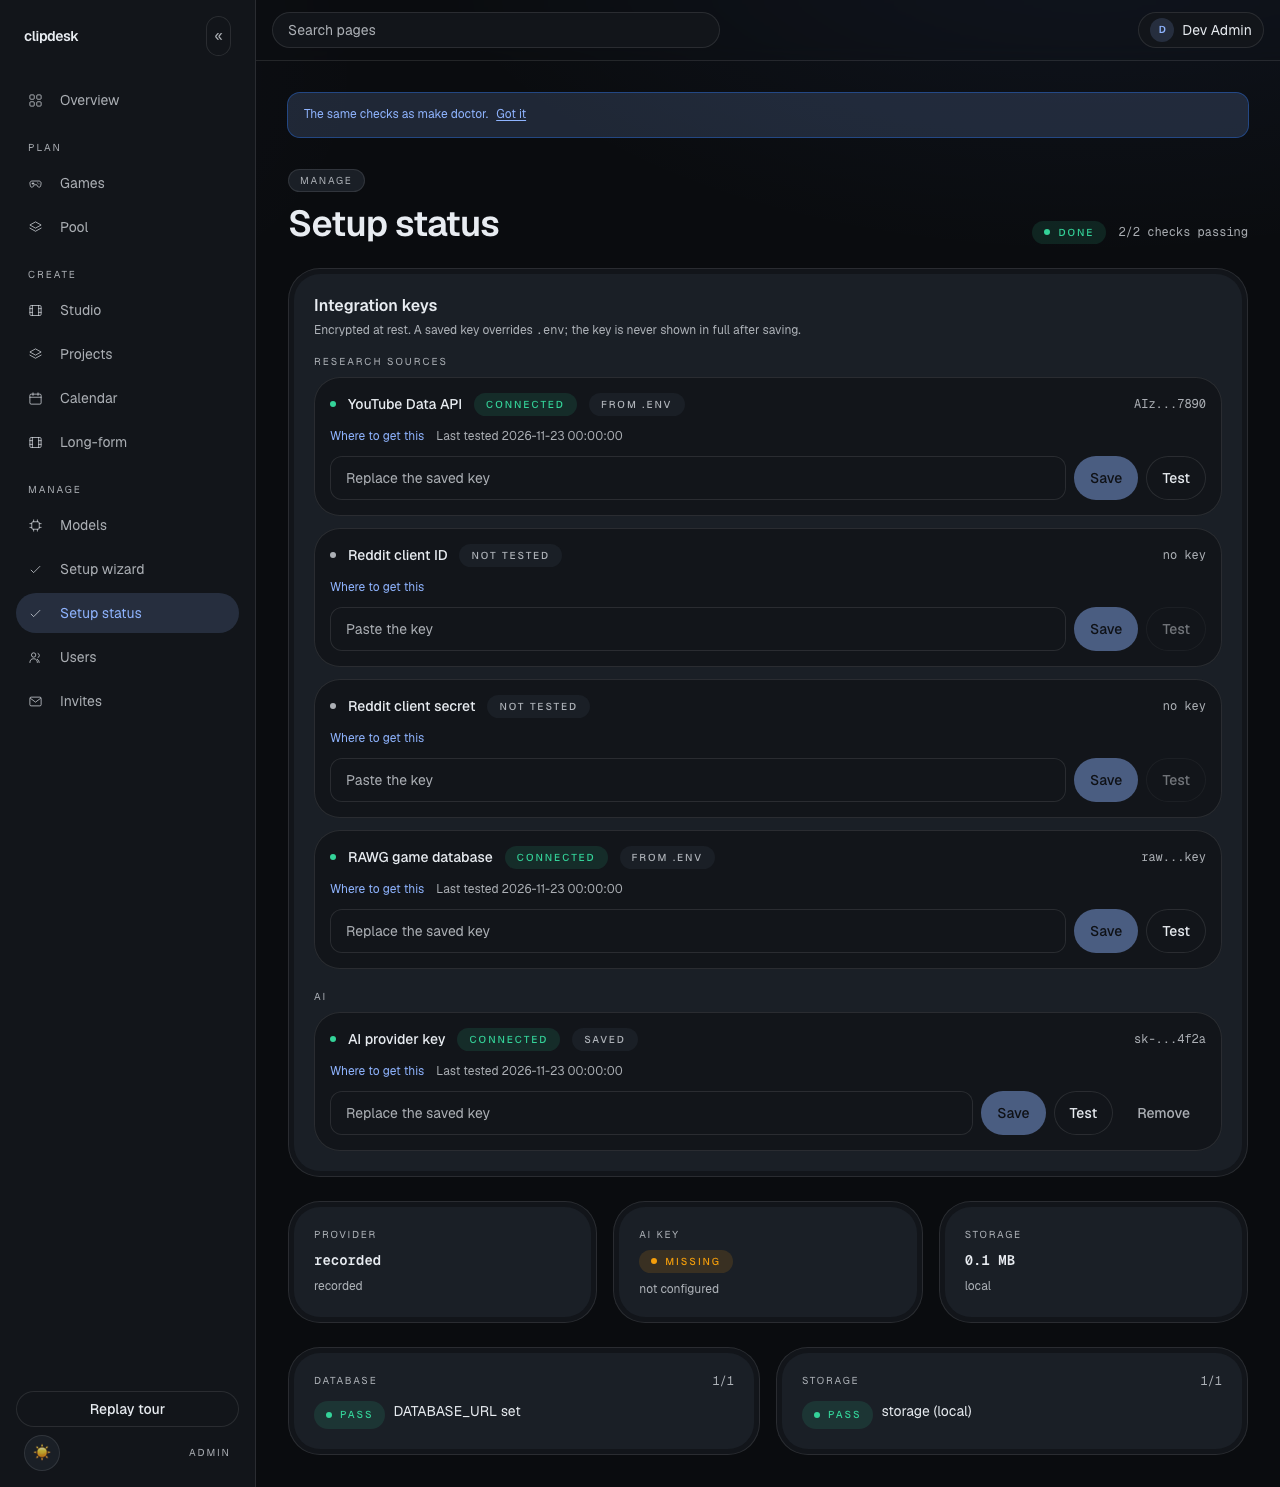 clipdesk
«
Search pages
D
Dev Admin
Overview
PLAN
Games
Pool
CREATE
Studio
Projects
Calendar
Long-form
MANAGE
Models
Setup wizard
Setup status
Users
Invites
Replay tour
ADMIN
The same checks as make doctor. Got it
MANAGE
Setup status
DONE
2/2 checks passing
Integration keys
Encrypted at rest. A saved key overrides .env; the key is never shown in full after saving.
RESEARCH SOURCES
YouTube Data API CONNECTED FROM .ENV AIz...7890
Where to get this Last tested 2026-11-23 00:00:00
Replace the saved key Save Test
Reddit client ID NOT TESTED no key
Where to get this
Paste the key Save Test
Reddit client secret NOT TESTED no key
Where to get this
Paste the key Save Test
RAWG game database CONNECTED FROM .ENV raw...key
Where to get this Last tested 2026-11-23 00:00:00
Replace the saved key Save Test
AI
AI provider key CONNECTED SAVED sk-...4f2a
Where to get this Last tested 2026-11-23 00:00:00
Replace the saved key Save Test Remove
PROVIDER
recorded
recorded
AI KEY
MISSING
not configured
STORAGE
0.1 MB
local
DATABASE 1/1
PASS DATABASE_URL set
STORAGE 1/1
PASS storage (local)